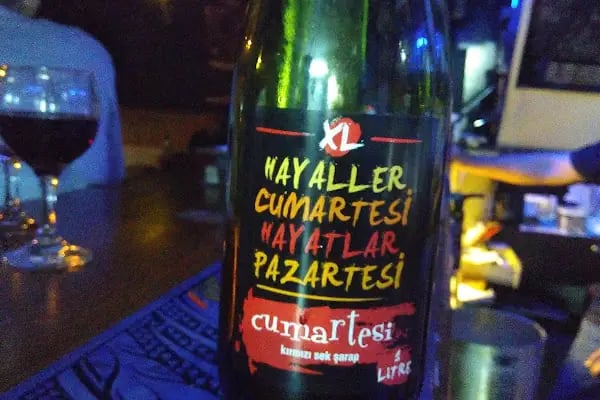 XL
HAYALLER
CUMARTESİ
HAYATLAR
PAZARTESİ
cumartesi
kırmızı sek şarap
1 LITRE